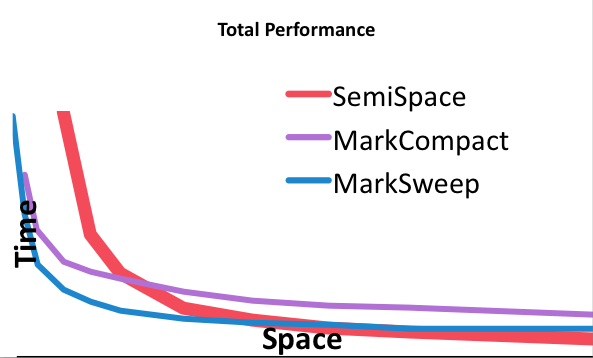 Total Performance
SemiSpace
MarkCompact
MarkSweep
Time
Space